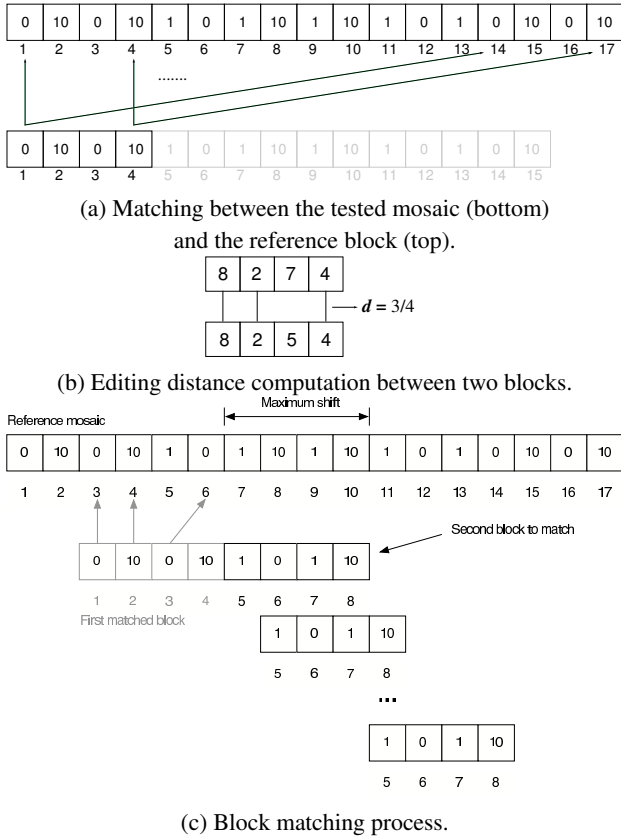 0 10 0 10 1 0 1 10 1 10 1 0 1 0 10 0 10
1 2 3 4 5 6 7 8 9 10 11 12 13 14 15 16 17
.......
0 10 0 10 1 0 1 10 1 10 1 0 1 0 10
1 2 3 4 5 6 7 8 9 10 11 12 13 14 15
(a) Matching between the tested mosaic (bottom)
and the reference block (top).
8 2 7 4
d = 3/4
8 2 5 4
(b) Editing distance computation between two blocks.
Maximum shift
Reference mosaic
0 10 0 10 1 0 1 10 1 10 1 0 1 0 10 0 10
1 2 3 4 5 6 7 8 9 10 11 12 13 14 15 16 17
Second block to match
0 10 0 10 1 0 1 10
1 2 3 4 5 6 7 8
First matched block
1 0 1 10
5 6 7 8
...
1 0 1 10
5 6 7 8
(c) Block matching process.